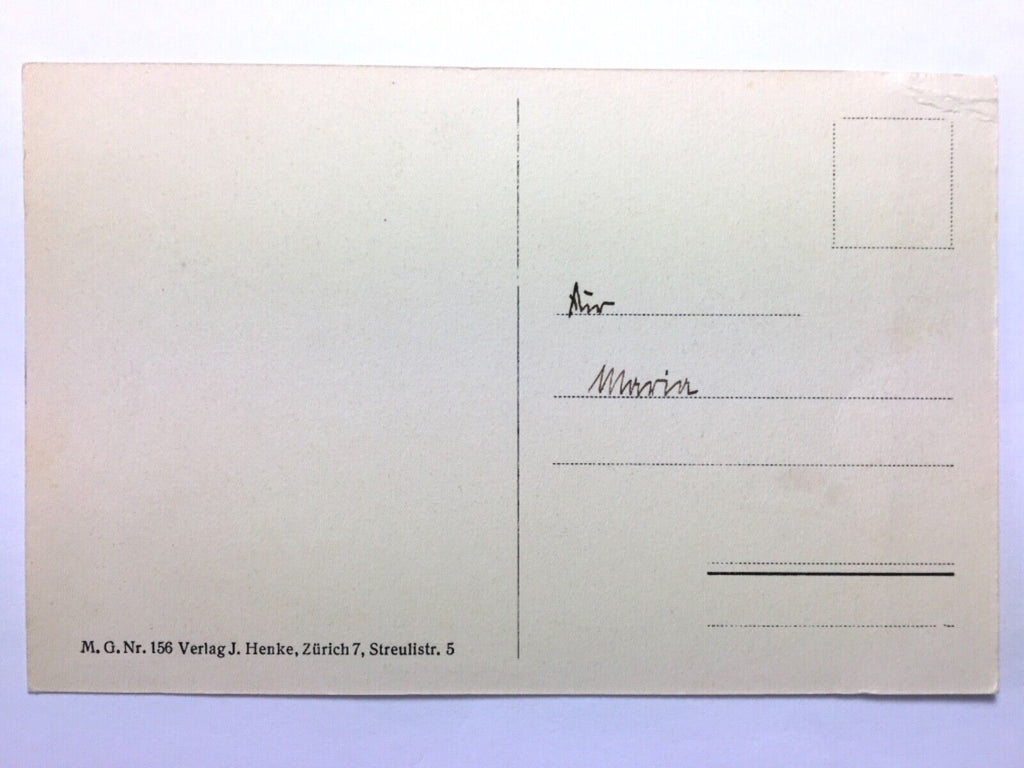 Für
Maria
M. G. Nr. 156 Verlag J. Henke, Zürich 7, Streulistr. 5